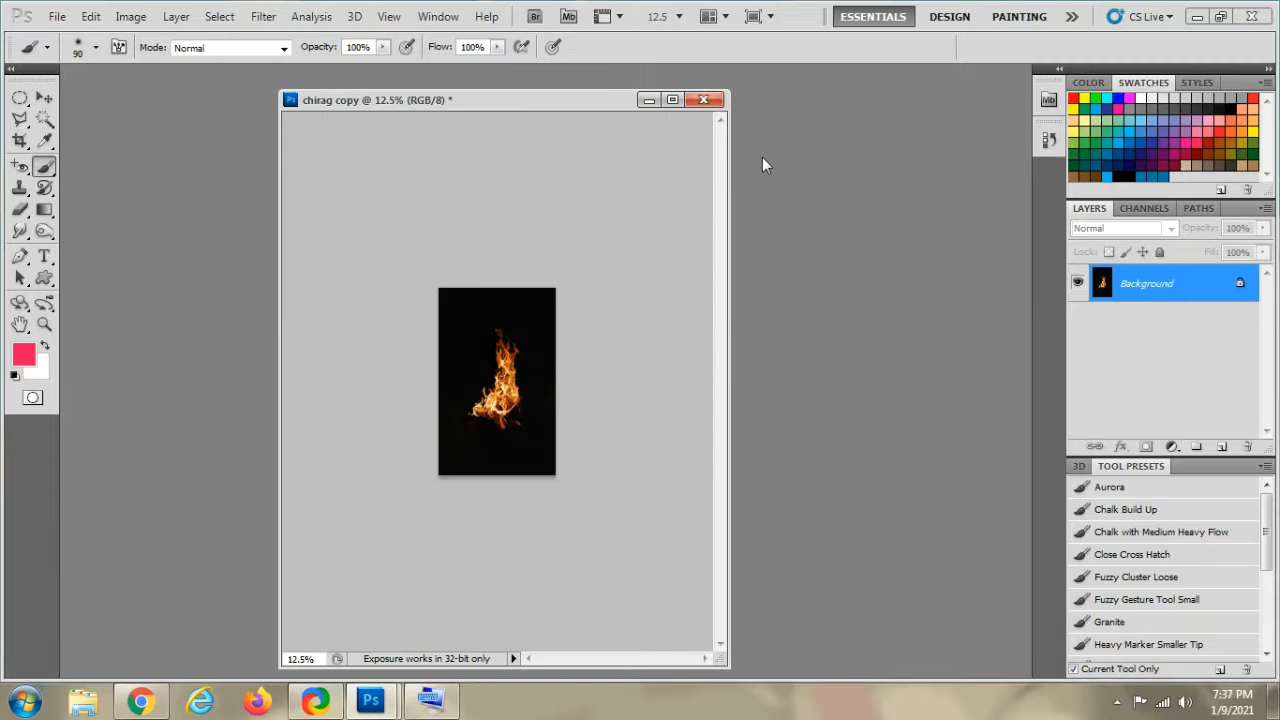 Ps File Edit Image Layer Select Filter Analysis 3D View Window Help Br Mb 12.5 ESSENTIALS DESIGN PAINTING CS Live
90 Mode: Normal Opacity: 100% Flow: 100%
Ps chirag copy @ 12.5% (RGB/8) *
COLOR SWATCHES STYLES
Mb
LAYERS CHANNELS PATHS
Normal Opacity: 100%
Lock: Fill: 100%
Background
T
fx
3D TOOL PRESETS
Aurora
Chalk Build Up
Chalk with Medium Heavy Flow
Close Cross Hatch
Fuzzy Cluster Loose
Fuzzy Gesture Tool Small
Granite
Heavy Marker Smaller Tip
12.5% Exposure works in 32-bit only
Current Tool Only
Ps
7:37 PM
1/9/2021